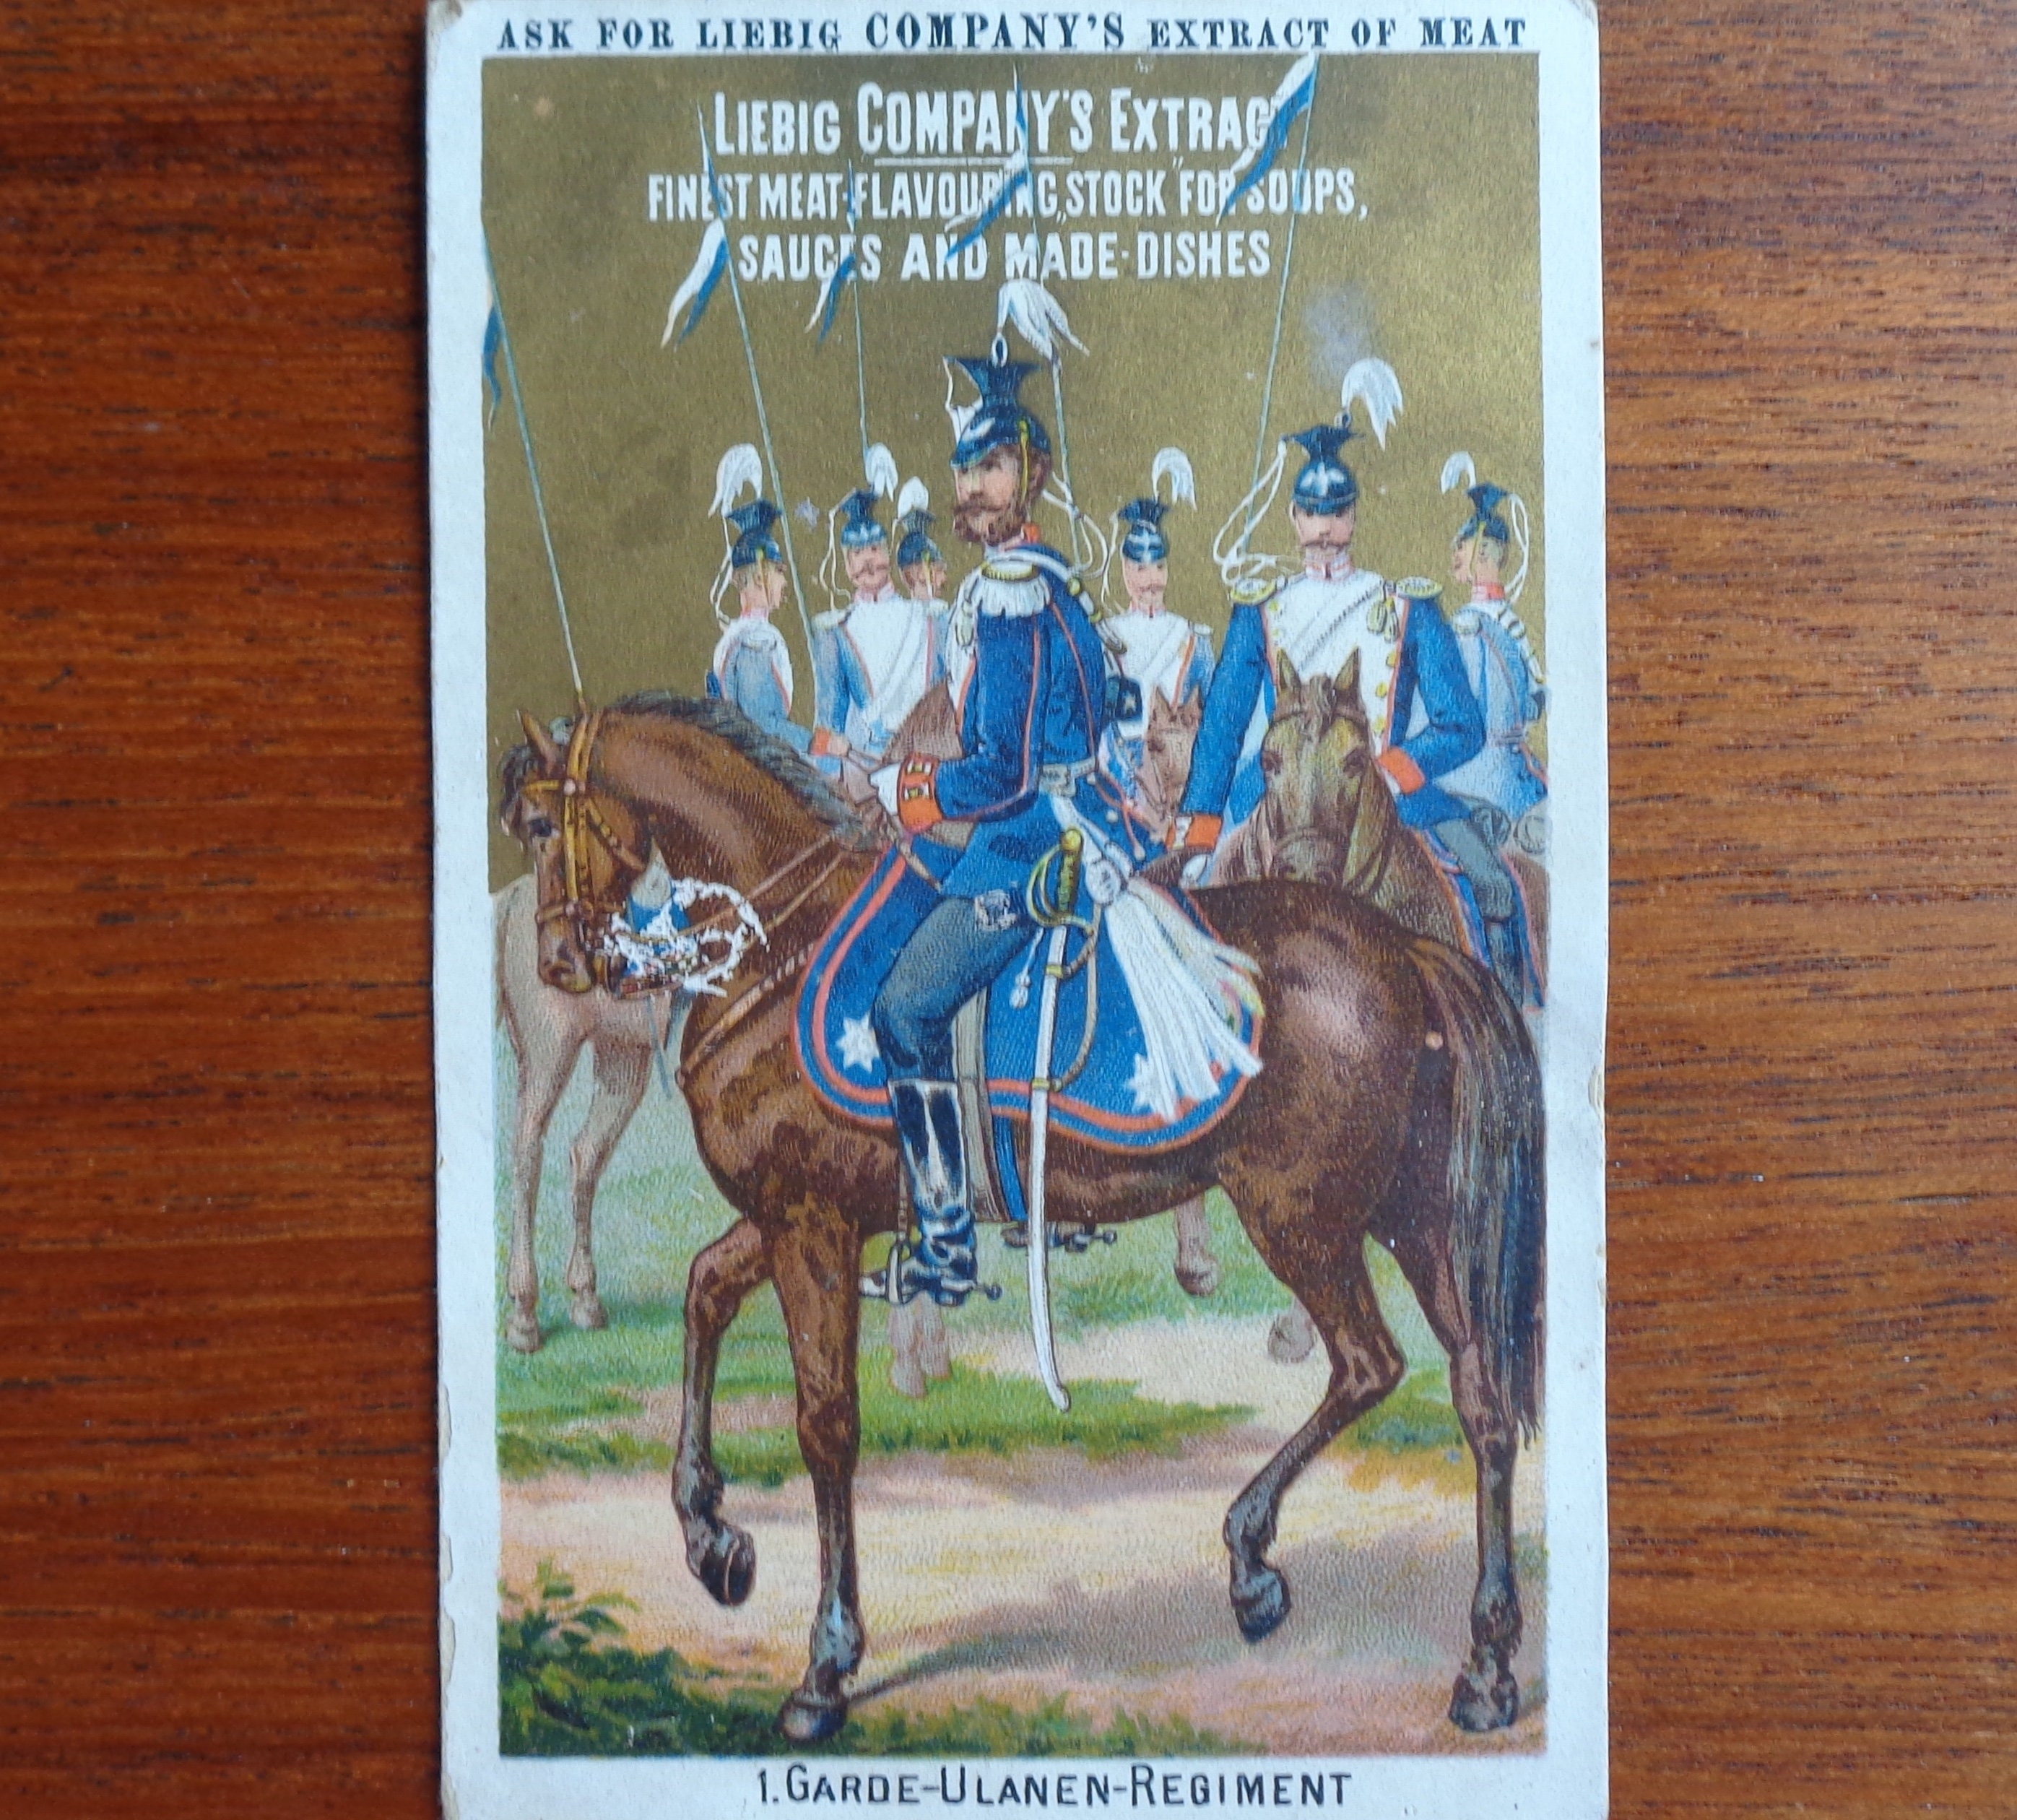 ASK FOR LIEBIG COMPANY'S EXTRACT OF MEAT
LIEBIG COMPANY'S EXTRACT
FINEST MEAT-FLAVOURING „STOCK" FOR SOUPS,
SAUCES AND MADE-DISHES
1. GARDE-ULANEN-REGIMENT